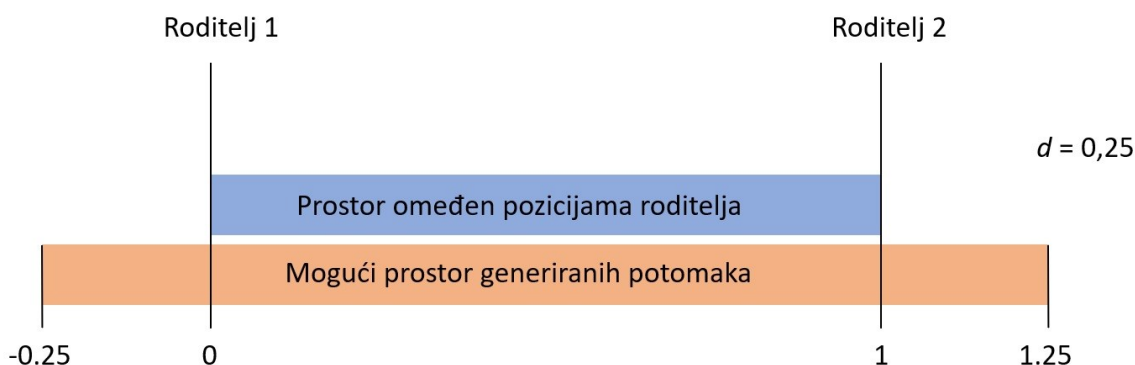 Roditelj 1
Roditelj 2
d = 0,25
Prostor omeđen pozicijama roditelja
Mogući prostor generiranih potomaka
-0.25
0
1
1.25